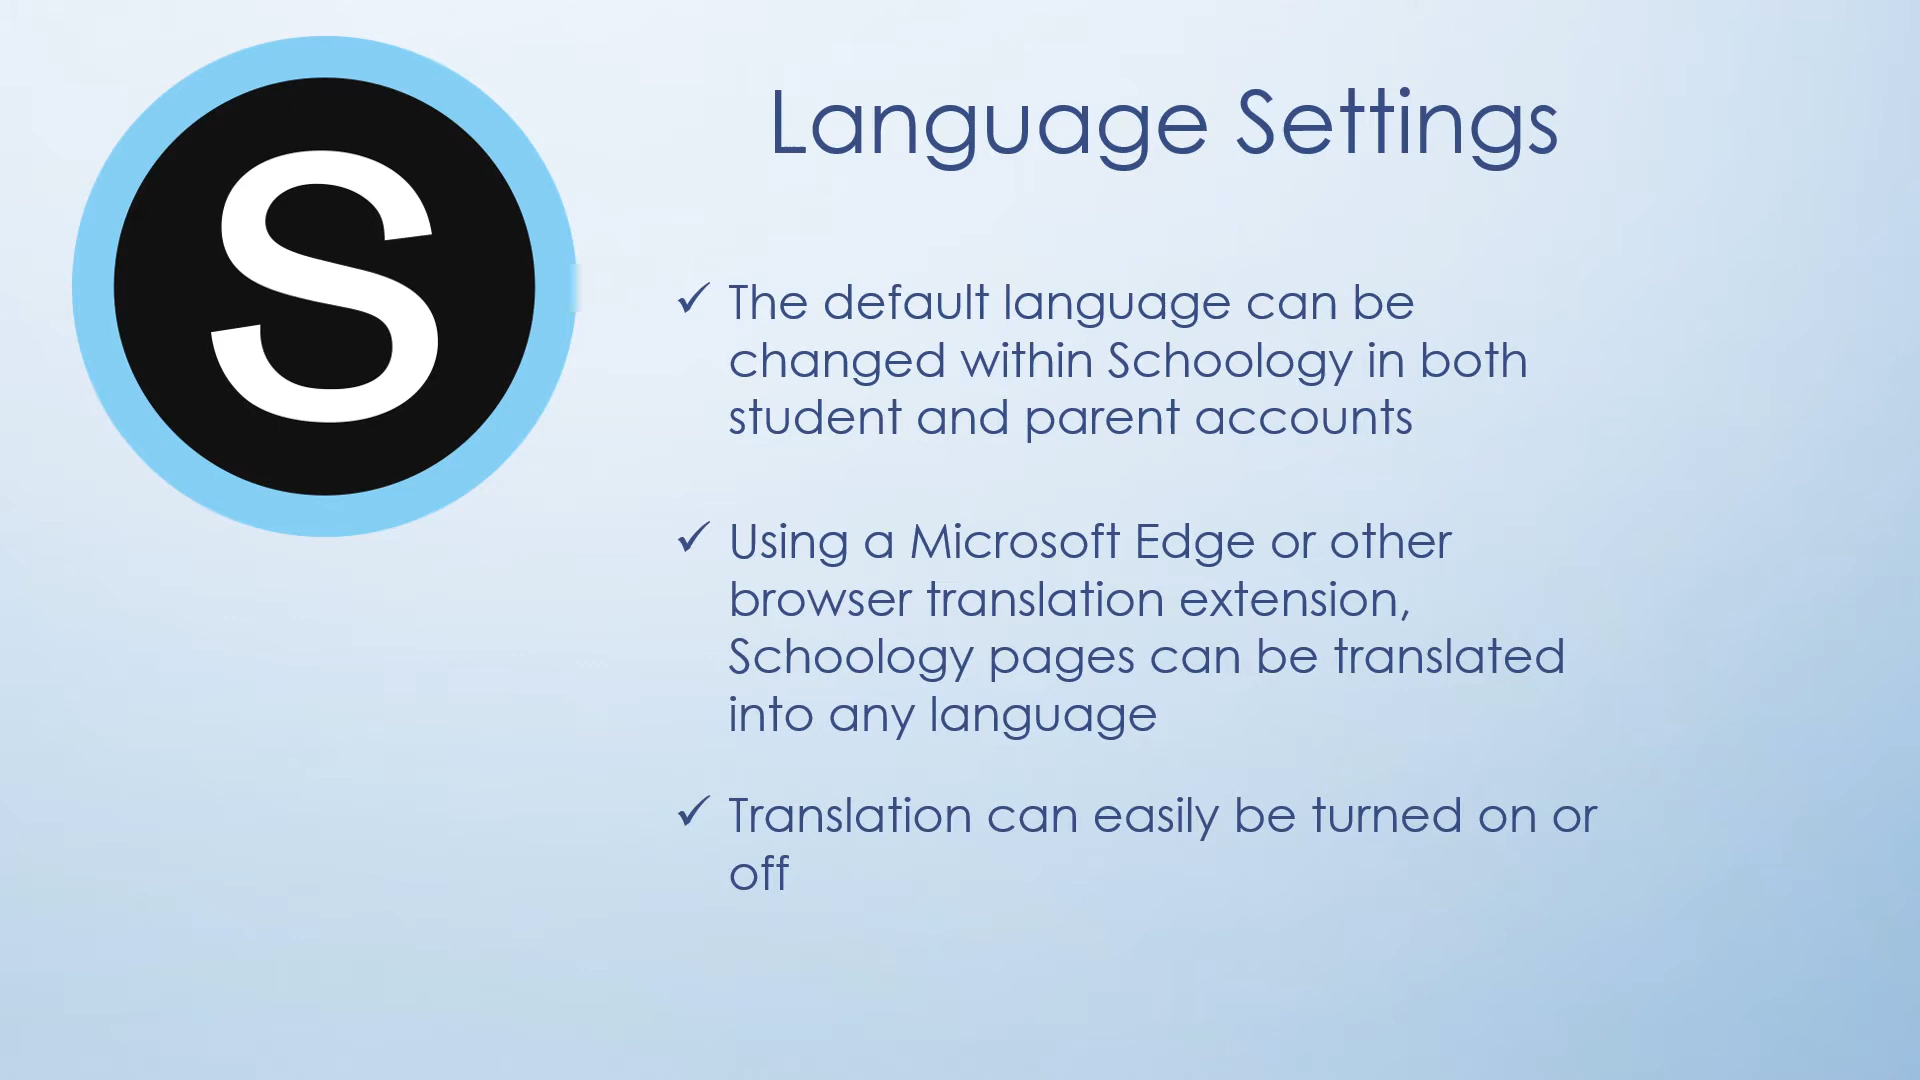 S
Language Settings
✓ The default language can be
changed within Schoology in both
student and parent accounts
✓ Using a Microsoft Edge or other
browser translation extension,
Schoology pages can be translated
into any language
✓ Translation can easily be turned on or
off